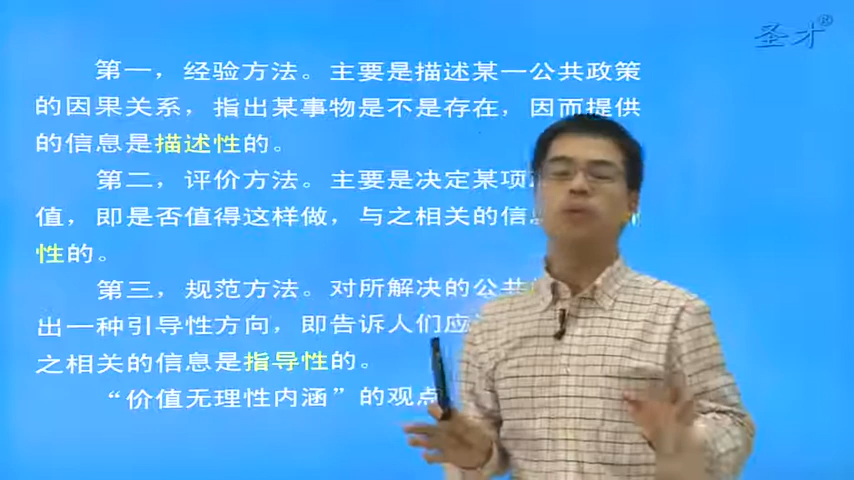 圣才®
第一，经验方法。主要是描述某一公共政策
的因果关系，指出某事物是不是存在，因而提供
的信息是描述性的。
第二，评价方法。主要是决定某项
值，即是否值得这样做，与之相关的信
性的。
第三，规范方法。对所解决的公共
出一种引导性方向，即告诉人们应
之相关的信息是指导性的。
“价值无理性内涵”的观点